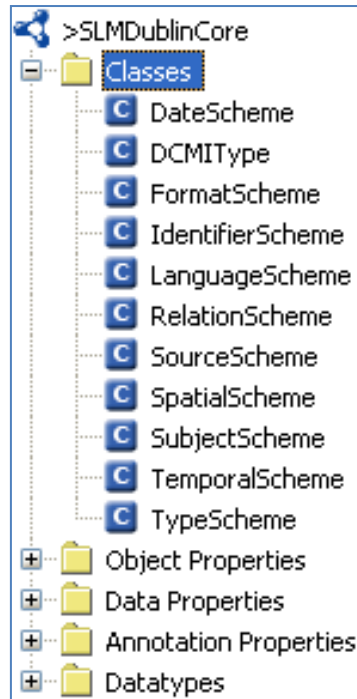 >SLMDublinCore
Classes
C DateScheme
C DCMIType
C FormatScheme
C IdentifierScheme
C LanguageScheme
C RelationScheme
C SourceScheme
C SpatialScheme
C SubjectScheme
C TemporalScheme
C TypeScheme
Object Properties
Data Properties
Annotation Properties
Datatypes